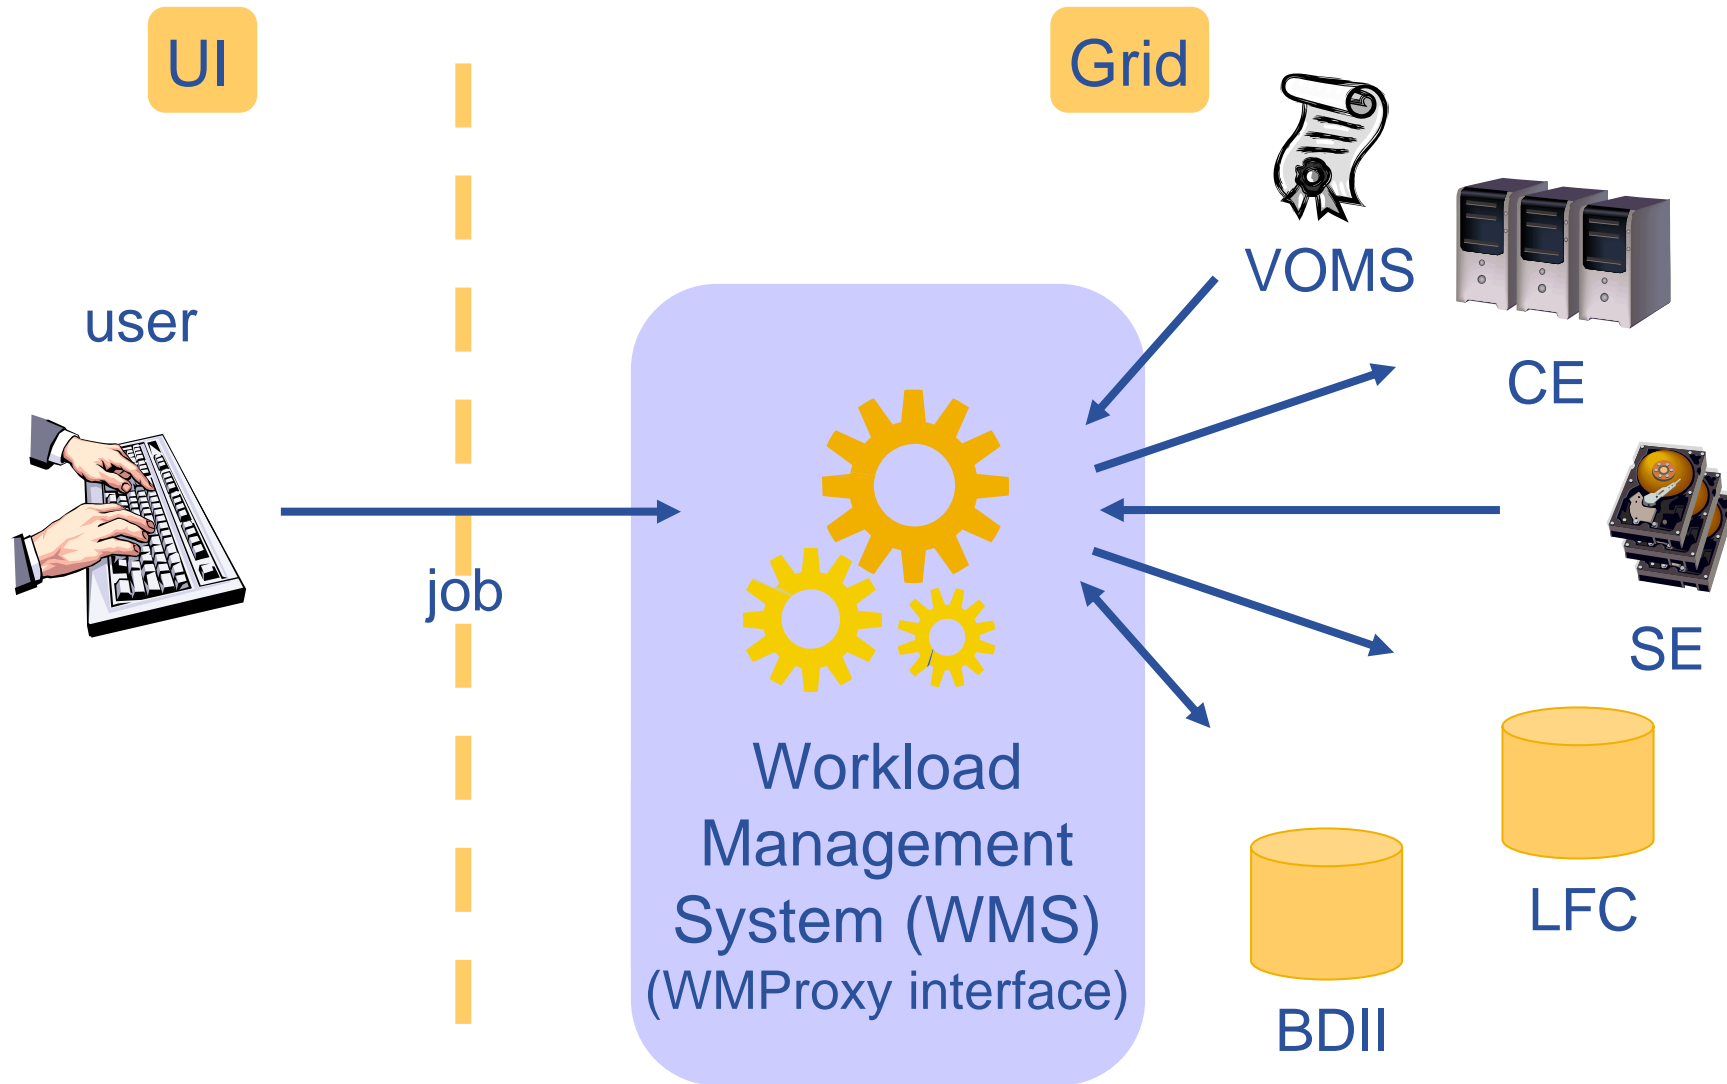 UI
Grid
user
job
VOMS
CE
SE
LFC
BDII
Workload
Management
System (WMS)
(WMProxy interface)